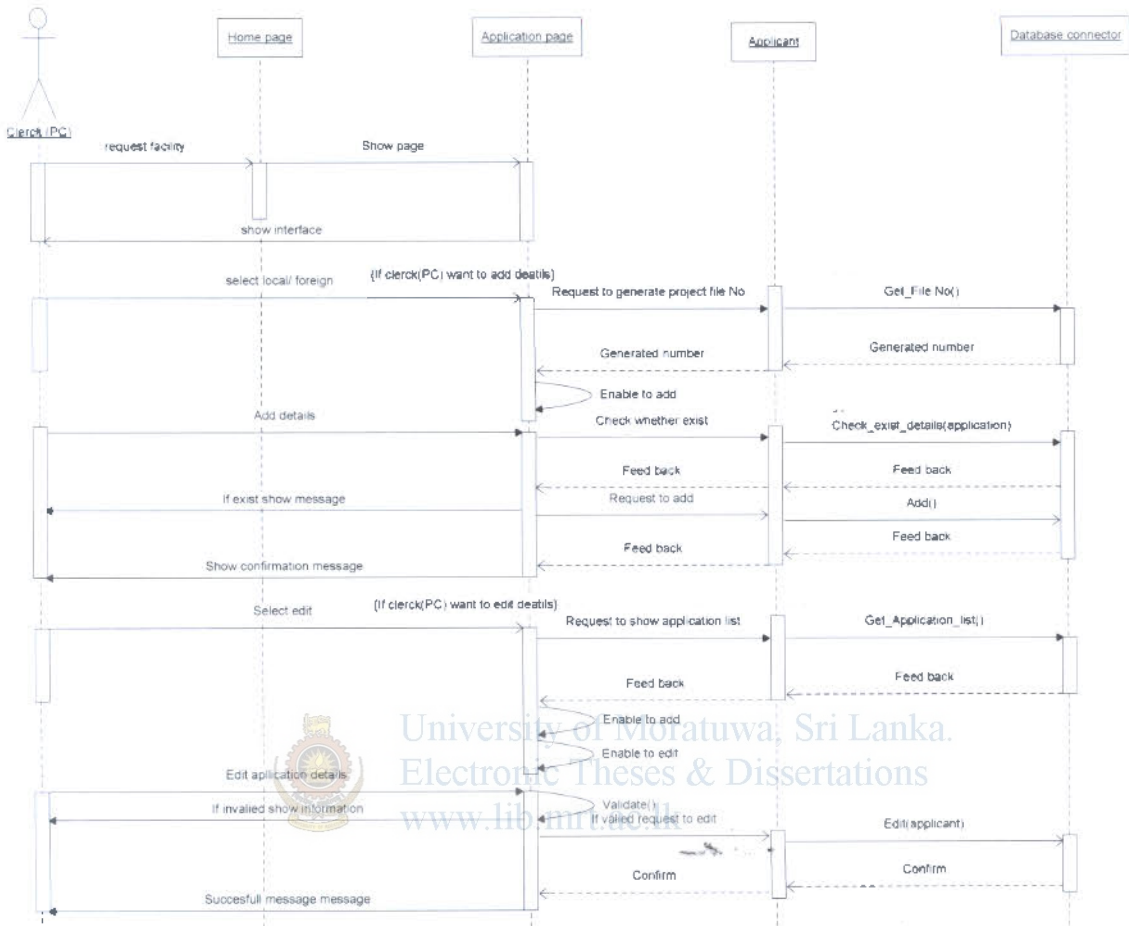 Home page
Application page
Applicant
Database connector
Clerck (PC)
request facility
Show page
show interface
{If clerck(PC) want to add deatils}
select local/ foreign
Request to generate project file No
Get_File No()
Generated number
Generated number
Enable to add
Add details
Check whether exist
Check_exist_details(application)
Feed back
Feed back
If exist show message
Request to add
Add()
Feed back
Feed back
Show confirmation message
{If clerck(PC) want to edit deatils}
Select edit
Request to show application list
Get_Application_list()
Feed back
Feed back
Enable to add
University of Moratuwa, Sri Lanka.
Enable to edit
Electronic Theses & Dissertations
Edit apllication details
If invalied show information
Validate()
www.lib.mrt.ac.lk
If valied request to edit
Edit(applicant)
Confirm
Confirm
Succesfull message message